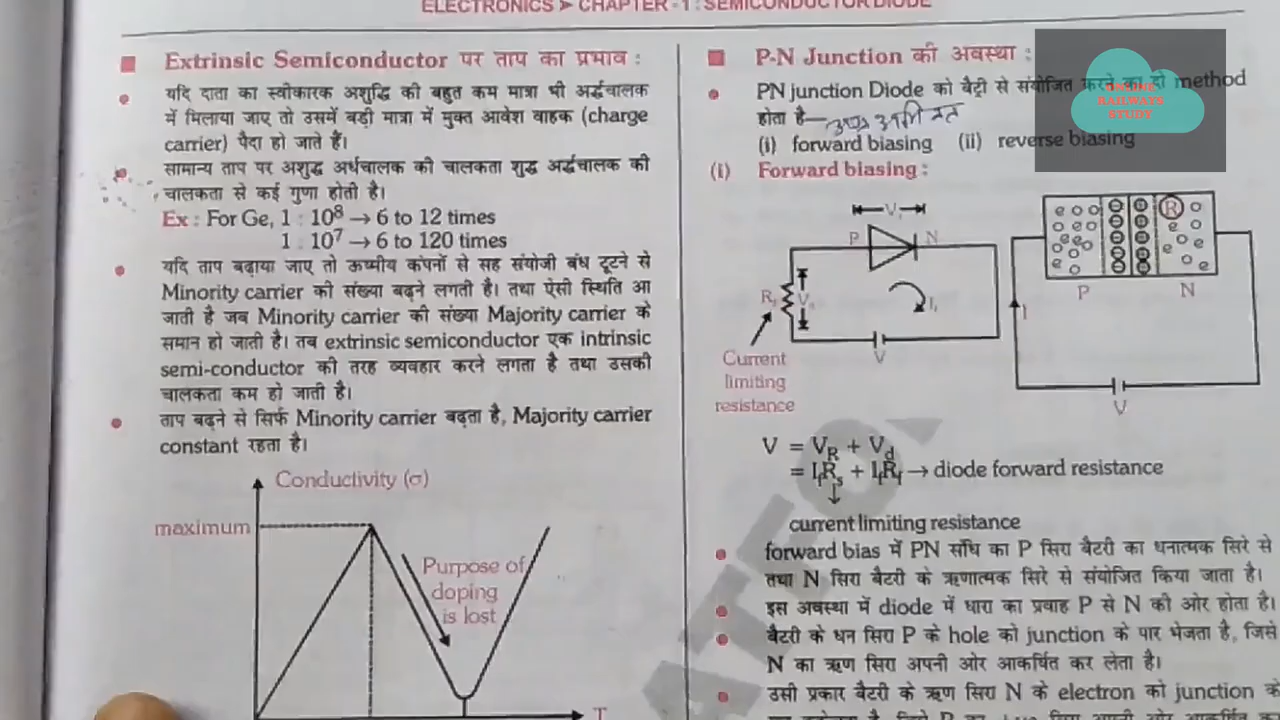 ELECTRONICS ➤ CHAPTER - 1 : SEMICONDUCTOR DIODE
Extrinsic Semiconductor पर ताप का प्रभाव :
यदि दाता का स्वीकारक अशुद्धि की बहुत कम मात्रा भी अर्द्धचालक
में मिलाया जाए तो उसमें बड़ी मात्रा में मुक्त आवेश वाहक (charge
carrier) पैदा हो जाते हैं।
सामान्य ताप पर अशुद्ध अर्धचालक की चालकता शुद्ध अर्द्धचालक की
चालकता से कई गुणा होती है।
Ex : For Ge, 1 : 10⁸ → 6 to 12 times
1 : 10⁷ → 6 to 120 times
यदि ताप बढ़ाया जाए तो ऊष्मीय कंपनों से सह संयोजी बंध टूटने से
Minority carrier की संख्या बढ़ने लगती है। तथा ऐसी स्थिति आ
जाती है जब Minority carrier की संख्या Majority carrier के
समान हो जाती है। तब extrinsic semiconductor एक intrinsic
semi-conductor की तरह व्यवहार करने लगता है तथा उसकी
चालकता कम हो जाती है।
ताप बढ़ने से सिर्फ Minority carrier बढ़ता है, Majority carrier
constant रहता है।
Conductivity (σ)
maximum
Purpose of
doping
is lost
T
P-N Junction की अवस्था :
PN junction Diode को बैट्री से संयोजित करने का दो method
होता है—
(i) forward biasing (ii) reverse biasing
ONLINE
RAILWAYS
STUDY
(i) Forward biasing :
P N
V
Current
limiting
resistance
R
P N
I
V
V = V_R + V_d
= I_fR_s + I_fR_f → diode forward resistance
current limiting resistance
forward bias में PN संधि का P सिरा बैटरी का धनात्मक सिरे से
तथा N सिरा बैटरी के ऋणात्मक सिरे से संयोजित किया जाता है।
इस अवस्था में diode में धारा का प्रवाह P से N की ओर होता है।
बैटरी के धन सिरा P के hole को junction के पार भेजता है, जिसे
N का ऋण सिरा अपनी ओर आकर्षित कर लेता है।
उसी प्रकार बैटरी के ऋण सिरा N के electron को junction के